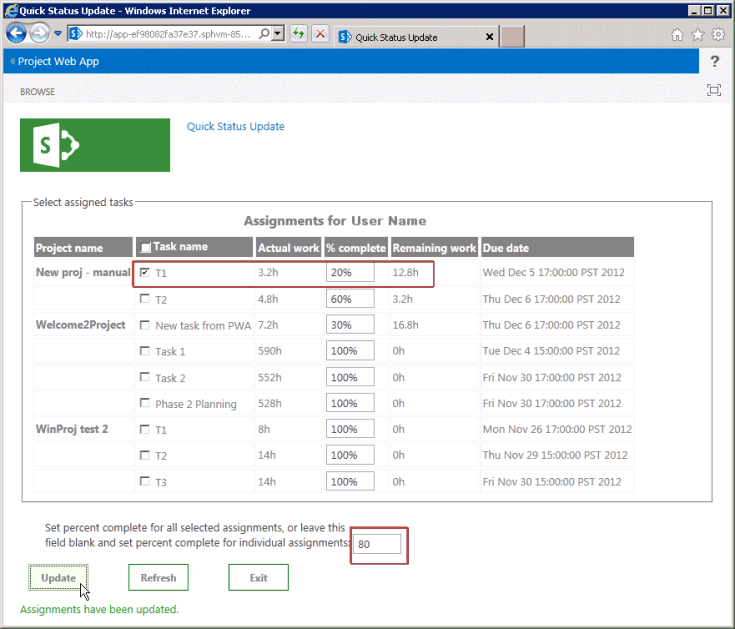 Quick Status Update - Windows Internet Explorer
http://app-ef98082fa37e37.sphvm-85... Quick Status Update
Project Web App ?
BROWSE
S Quick Status Update
Select assigned tasks
Assignments for User Name
Project name Task name Actual work % complete Remaining work Due date
New proj - manual T1 3.2h 20% 12.8h Wed Dec 5 17:00:00 PST 2012
T2 4.8h 60% 3.2h Thu Dec 6 17:00:00 PST 2012
Welcome2Project New task from PWA 7.2h 30% 16.8h Thu Dec 6 17:00:00 PST 2012
Task 1 590h 100% 0h Tue Dec 4 15:00:00 PST 2012
Task 2 552h 100% 0h Fri Nov 30 17:00:00 PST 2012
Phase 2 Planning 528h 100% 0h Fri Nov 30 17:00:00 PST 2012
WinProj test 2 T1 8h 100% 0h Mon Nov 26 17:00:00 PST 2012
T2 14h 100% 0h Thu Nov 29 15:00:00 PST 2012
T3 14h 100% 0h Fri Nov 30 15:00:00 PST 2012
Set percent complete for all selected assignments, or leave this
field blank and set percent complete for individual assignments: 80
Update Refresh Exit
Assignments have been updated.